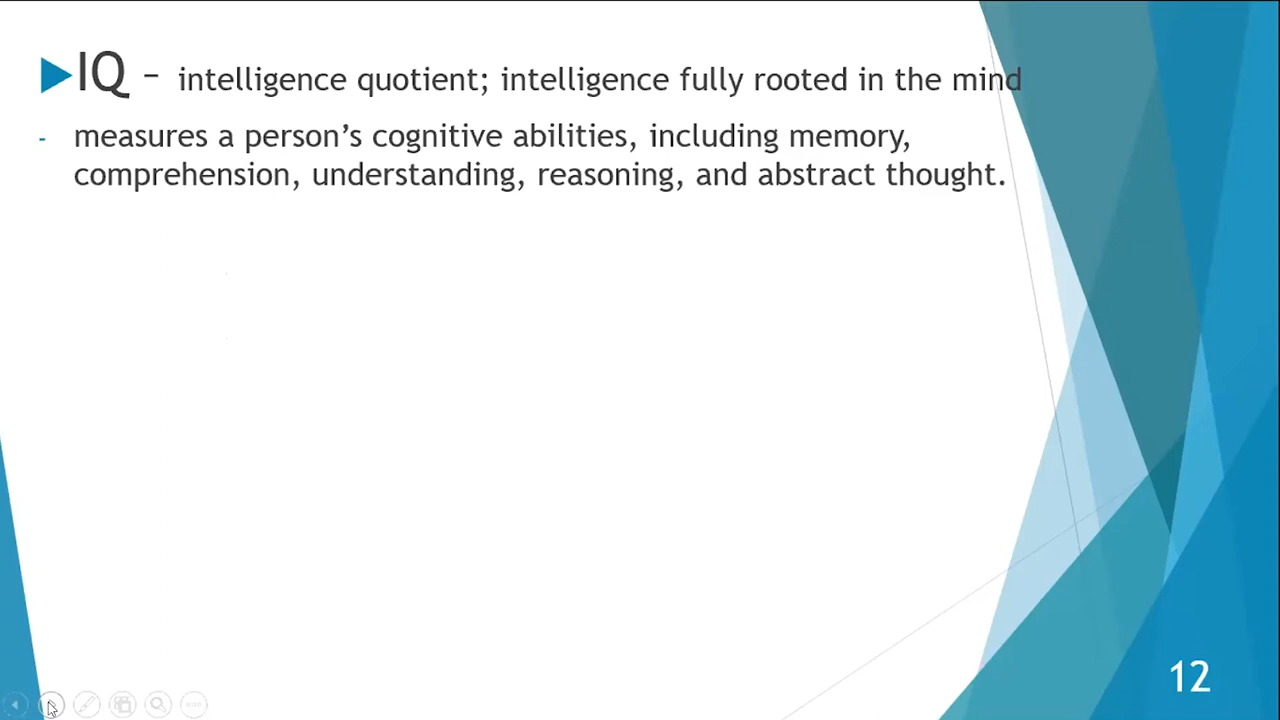 IQ – intelligence quotient; intelligence fully rooted in the mind
- measures a person’s cognitive abilities, including memory,
comprehension, understanding, reasoning, and abstract thought.
12